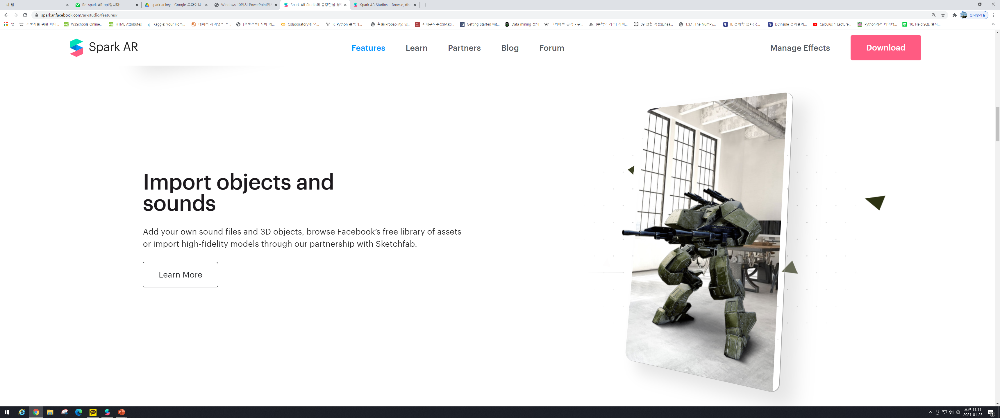 새 탭
Re: spark AR ppt입니다
spark ar.key - Google 드라이브
Windows 10에서 PowerPoint에
Spark AR Studio의 증강현실 경
Spark AR Studios – Browse, disc
sparkar.facebook.com/ar-studio/features/
일시중지됨
앱
초보자를 위한 파이...
W3Schools Online...
HTML Attributes
Kaggle: Your Hom...
데이터 사이언스 스...
[프로젝트] 자바 네...
Colaboratory에 오...
R, Python 분석과...
확률(Probability) vs...
최대우도추정(Maxi...
Getting Started wit...
Data mining 정의
크라메르 공식 - 위...
[수학의 기초] 기저...
09 선형 독립(Linea...
1.3.1. The NumPy...
II. 경제학 심화(국...
DCinside 경제갤에...
Calculus 1 Lecture...
Python에서 데이터...
10. HeidiSQL 설치...
Spark AR
Features
Learn
Partners
Blog
Forum
Manage Effects
Download
Import objects and
sounds
Add your own sound files and 3D objects, browse Facebook’s free library of assets
or import high-fidelity models through our partnership with Sketchfab.
Learn More
오전 11:11
2021-01-25
1